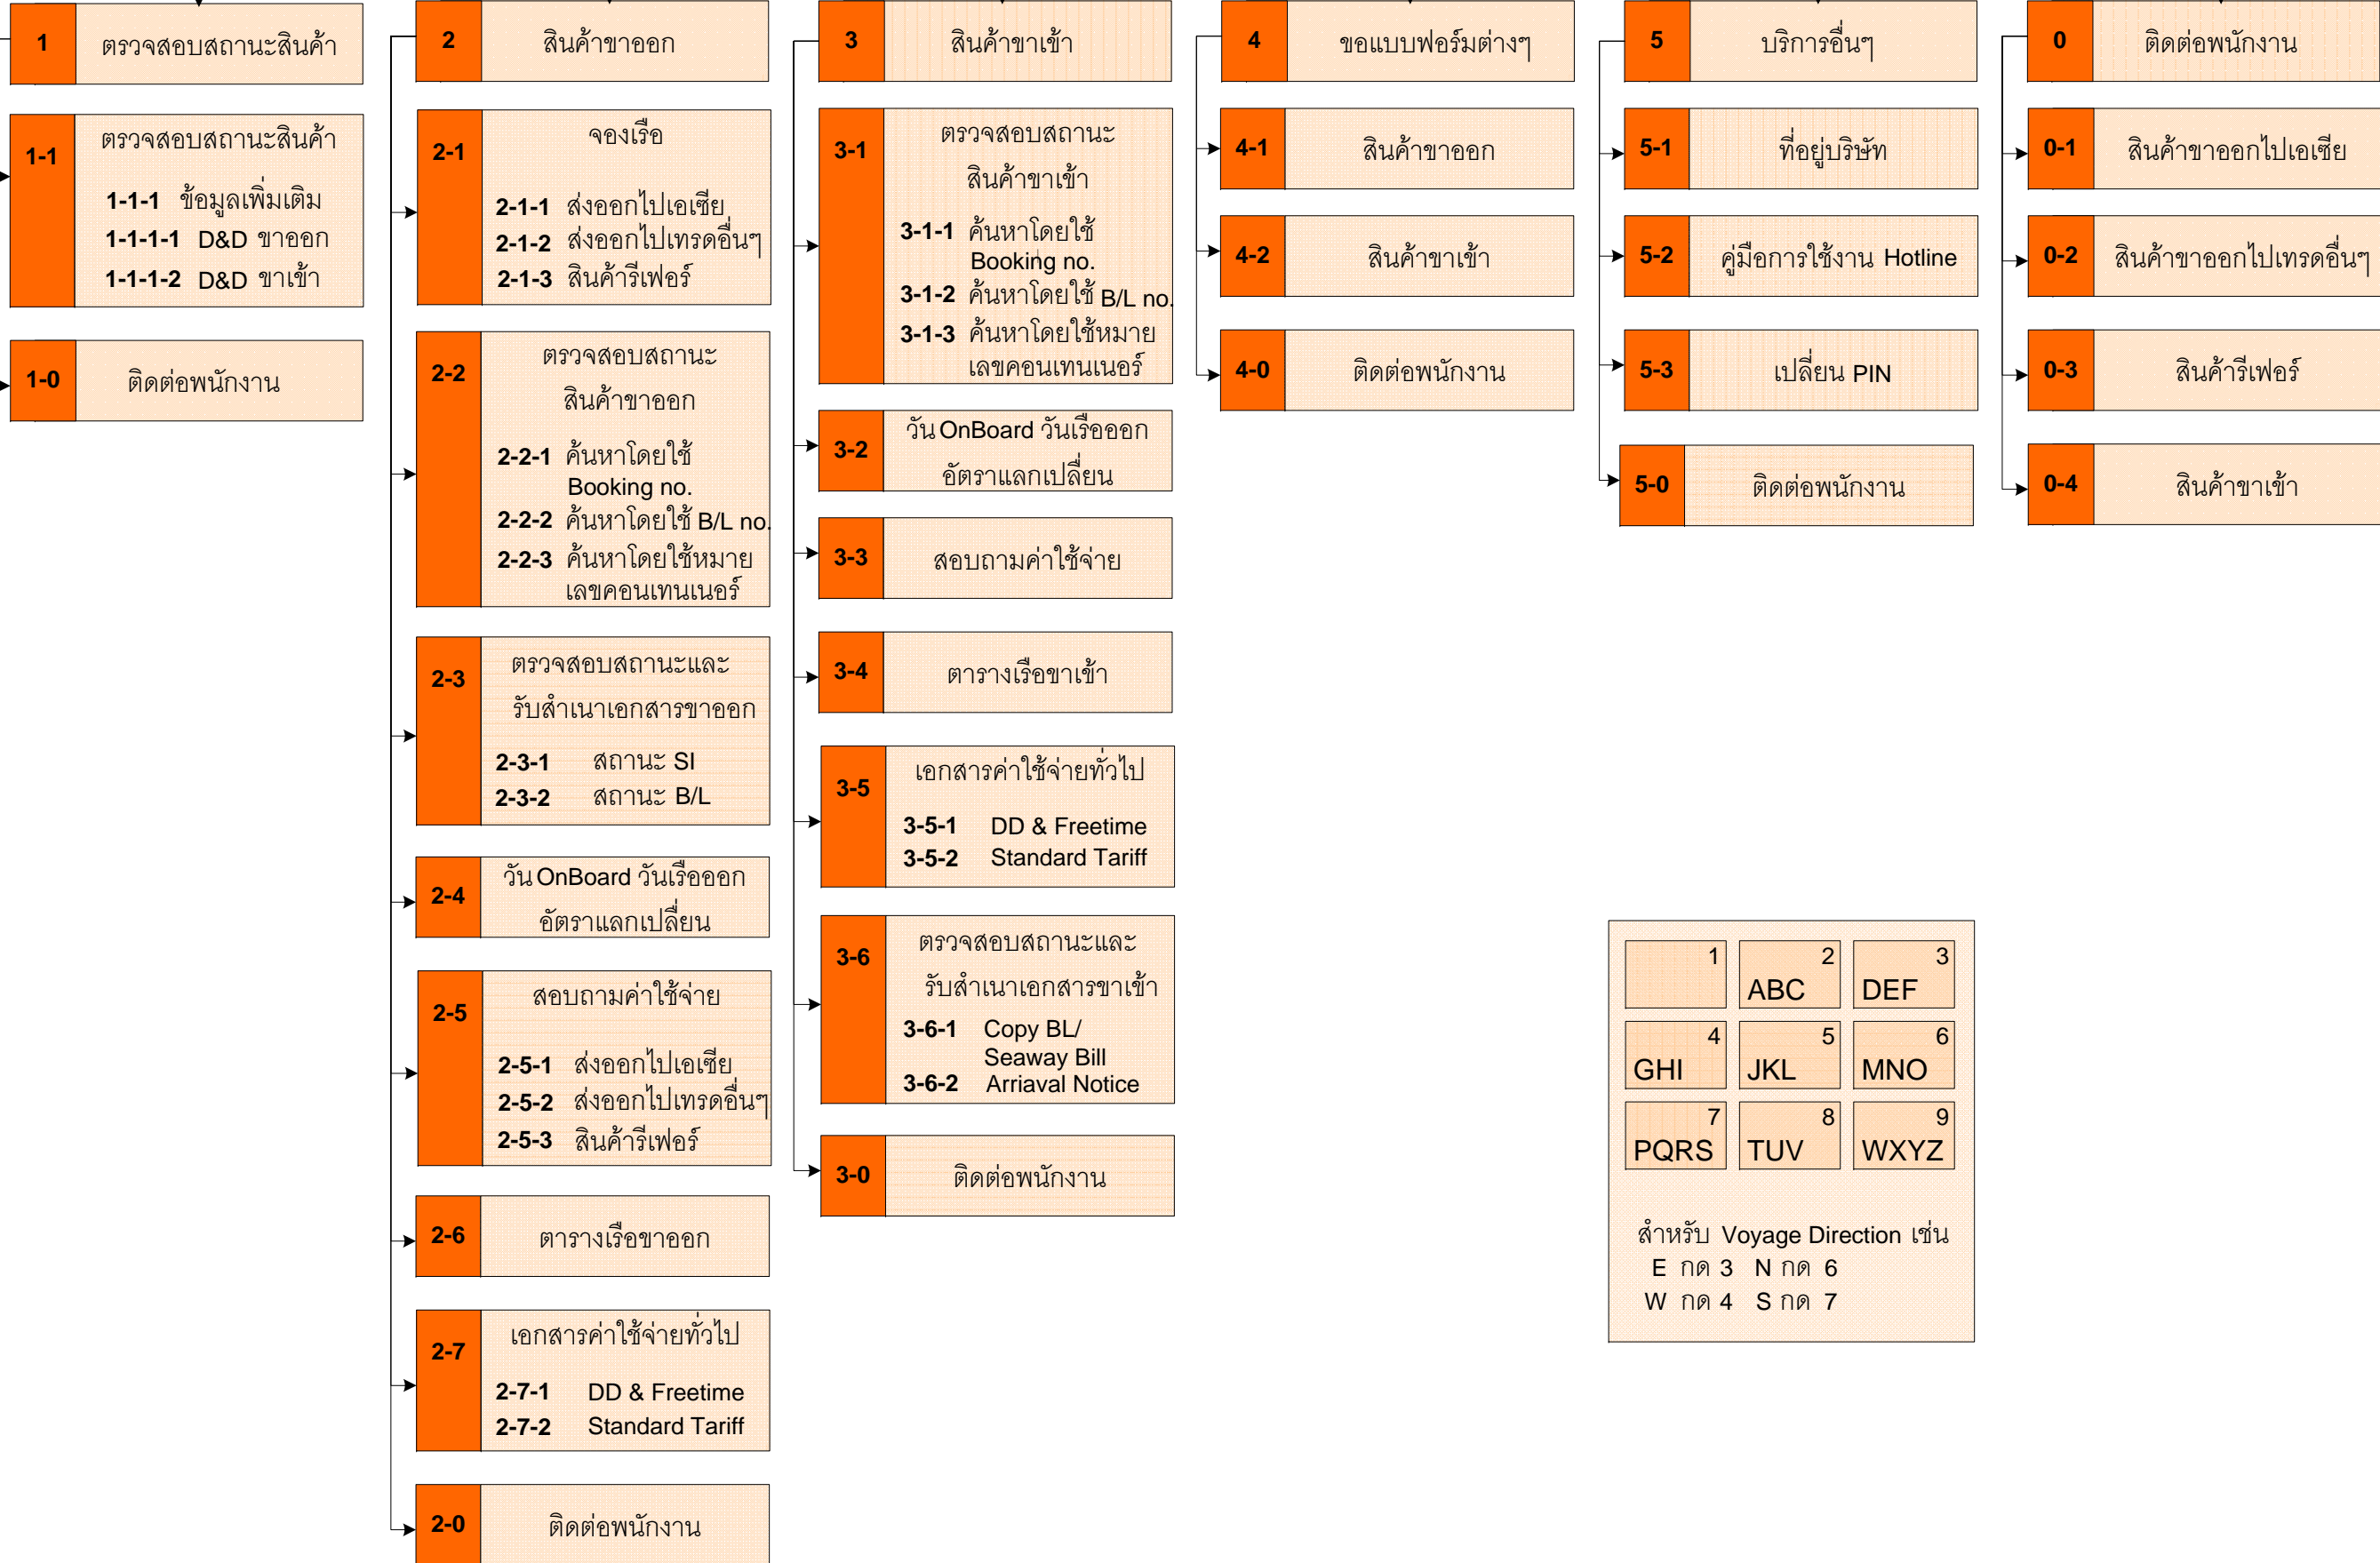 1 ตรวจสอบสถานะสินค้า
1-1 ตรวจสอบสถานะสินค้า
1-1-1 ข้อมูลเพิ่มเติม
1-1-1-1 D&D ขาออก
1-1-1-2 D&D ขาเข้า
1-0 ติดต่อพนักงาน
2 สินค้าขาออก
2-1 จองเรือ
2-1-1 ส่งออกไปเอเซีย
2-1-2 ส่งออกไปเทรดอื่นๆ
2-1-3 สินค้ารีเฟอร์
2-2 ตรวจสอบสถานะ
สินค้าขาออก
2-2-1 ค้นหาโดยใช้
Booking no.
2-2-2 ค้นหาโดยใช้ B/L no.
2-2-3 ค้นหาโดยใช้หมาย
เลขคอนเทนเนอร์
2-3 ตรวจสอบสถานะและ
รับสำเนาเอกสารขาออก
2-3-1 สถานะ SI
2-3-2 สถานะ B/L
2-4 วัน OnBoard วันเรือออก
อัตราแลกเปลี่ยน
2-5 สอบถามค่าใช้จ่าย
2-5-1 ส่งออกไปเอเซีย
2-5-2 ส่งออกไปเทรดอื่นๆ
2-5-3 สินค้ารีเฟอร์
2-6 ตารางเรือขาออก
2-7 เอกสารค่าใช้จ่ายทั่วไป
2-7-1 DD & Freetime
2-7-2 Standard Tariff
2-0 ติดต่อพนักงาน
3 สินค้าขาเข้า
3-1 ตรวจสอบสถานะ
สินค้าขาเข้า
3-1-1 ค้นหาโดยใช้
Booking no.
3-1-2 ค้นหาโดยใช้ B/L no.
3-1-3 ค้นหาโดยใช้หมาย
เลขคอนเทนเนอร์
3-2 วัน OnBoard วันเรือออก
อัตราแลกเปลี่ยน
3-3 สอบถามค่าใช้จ่าย
3-4 ตารางเรือขาเข้า
3-5 เอกสารค่าใช้จ่ายทั่วไป
3-5-1 DD & Freetime
3-5-2 Standard Tariff
3-6 ตรวจสอบสถานะและ
รับสำเนาเอกสารขาเข้า
3-6-1 Copy BL/
Seaway Bill
3-6-2 Arriaval Notice
3-0 ติดต่อพนักงาน
4 ขอแบบฟอร์มต่างๆ
4-1 สินค้าขาออก
4-2 สินค้าขาเข้า
4-0 ติดต่อพนักงาน
5 บริการอื่นๆ
5-1 ที่อยู่บริษัท
5-2 คู่มือการใช้งาน Hotline
5-3 เปลี่ยน PIN
5-0 ติดต่อพนักงาน
0 ติดต่อพนักงาน
0-1 สินค้าขาออกไปเอเซีย
0-2 สินค้าขาออกไปเทรดอื่นๆ
0-3 สินค้ารีเฟอร์
0-4 สินค้าขาเข้า
1 2 3
ABC DEF
4 5 6
GHI JKL MNO
7 8 9
PQRS TUV WXYZ
สำหรับ Voyage Direction เช่น
E กด 3 N กด 6
W กด 4 S กด 7